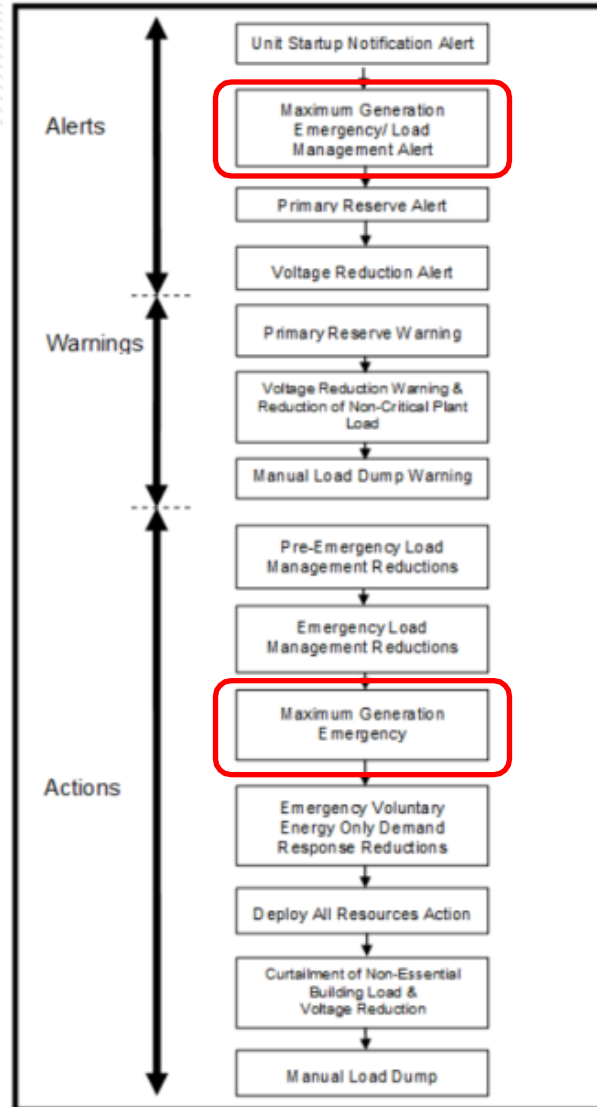 Unit Startup Notification Alert
Alerts
Maximum Generation
Emergency/ Load
Management Alert
Primary Reserve Alert
Voltage Reduction Alert
Warnings
Primary Reserve Warning
Voltage Reduction Warning &
Reduction of Non-Critical Plant
Load
Manual Load Dump Warning
Pre-Emergency Load
Management Reductions
Emergency Load
Management Reductions
Maximum Generation
Emergency
Actions
Emergency Voluntary
Energy Only Demand
Response Reductions
Deploy All Resources Action
Curtailment of Non-Essential
Building Load &
Voltage Reduction
Manual Load Dump